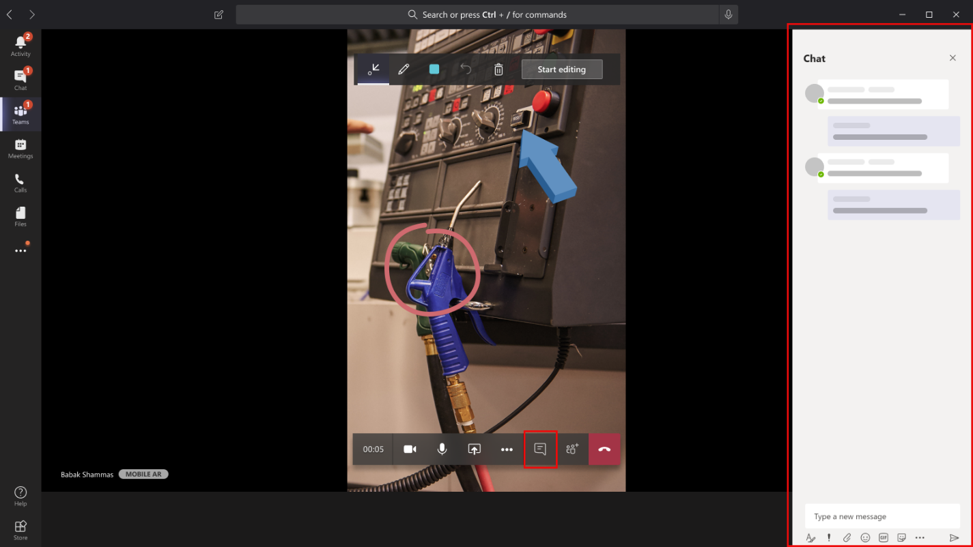 Search or press Ctrl + / for commands
2
Activity
1
Chat
1
Teams
Meetings
Calls
Files
Help
Store
Start editing
00:05
Babak Shammas MOBILE AR
Chat
Type a new message
GIF